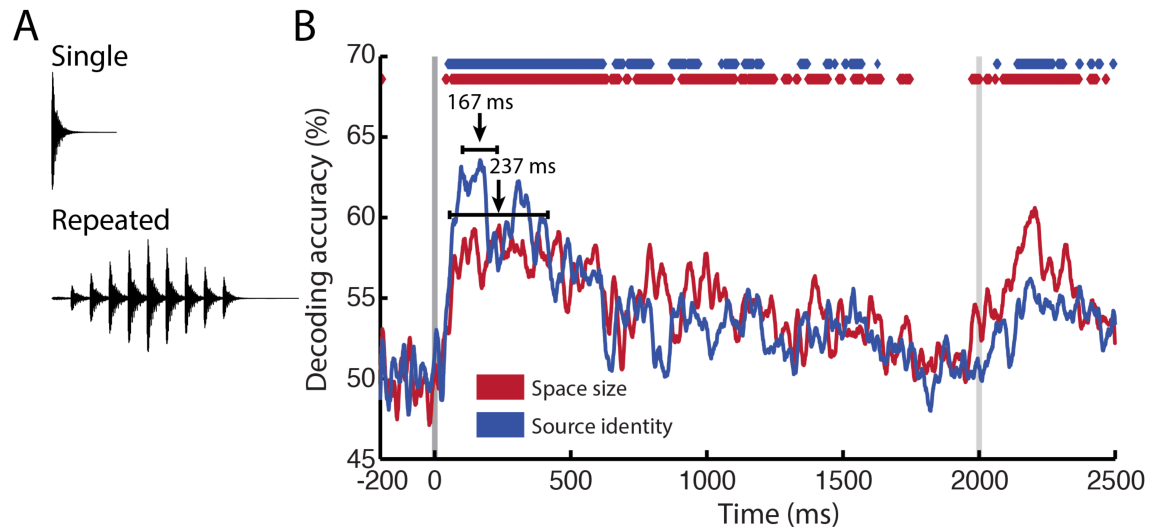 A
Single
Repeated
B
Decoding accuracy (%)
70
65
60
55
50
45
167 ms
237 ms
Space size
Source identity
-200 0 500 1000 1500 2000 2500
Time (ms)